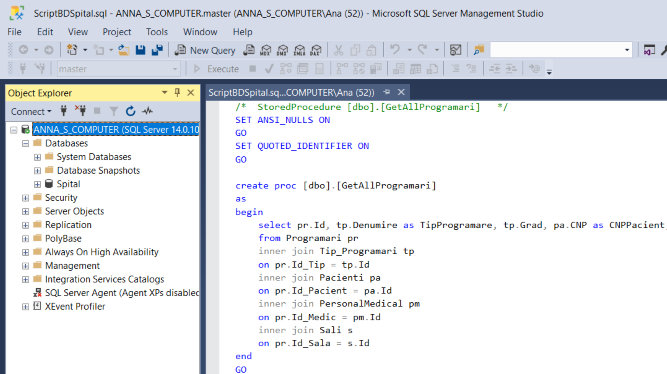 ScriptBDSpital.sql - ANNA_S_COMPUTER.master (ANNA_S_COMPUTER\Ana (52)) - Microsoft SQL Server Management Studio
File Edit View Project Tools Window Help
New Query MDX DMX XMLA DAX
master Execute
Object Explorer
ScriptBDSpital.sq...COMPUTER\Ana (52))
Connect
ANNA_S_COMPUTER (SQL Server 14.0.10
Databases
System Databases
Database Snapshots
Spital
Security
Server Objects
Replication
PolyBase
Always On High Availability
Management
Integration Services Catalogs
SQL Server Agent (Agent XPs disablec
XEvent Profiler
/* StoredProcedure [dbo].[GetAllProgramari] */
SET ANSI_NULLS ON
GO
SET QUOTED_IDENTIFIER ON
GO
create proc [dbo].[GetAllProgramari]
as
begin
select pr.Id, tp.Denumire as TipProgramare, tp.Grad, pa.CNP as CNPPacient,
from Programari pr
inner join Tip_Programari tp
on pr.Id_Tip = tp.Id
inner join Pacienti pa
on pr.Id_Pacient = pa.Id
inner join PersonalMedical pm
on pr.Id_Medic = pm.Id
inner join Sali s
on pr.Id_Sala = s.Id
end
GO